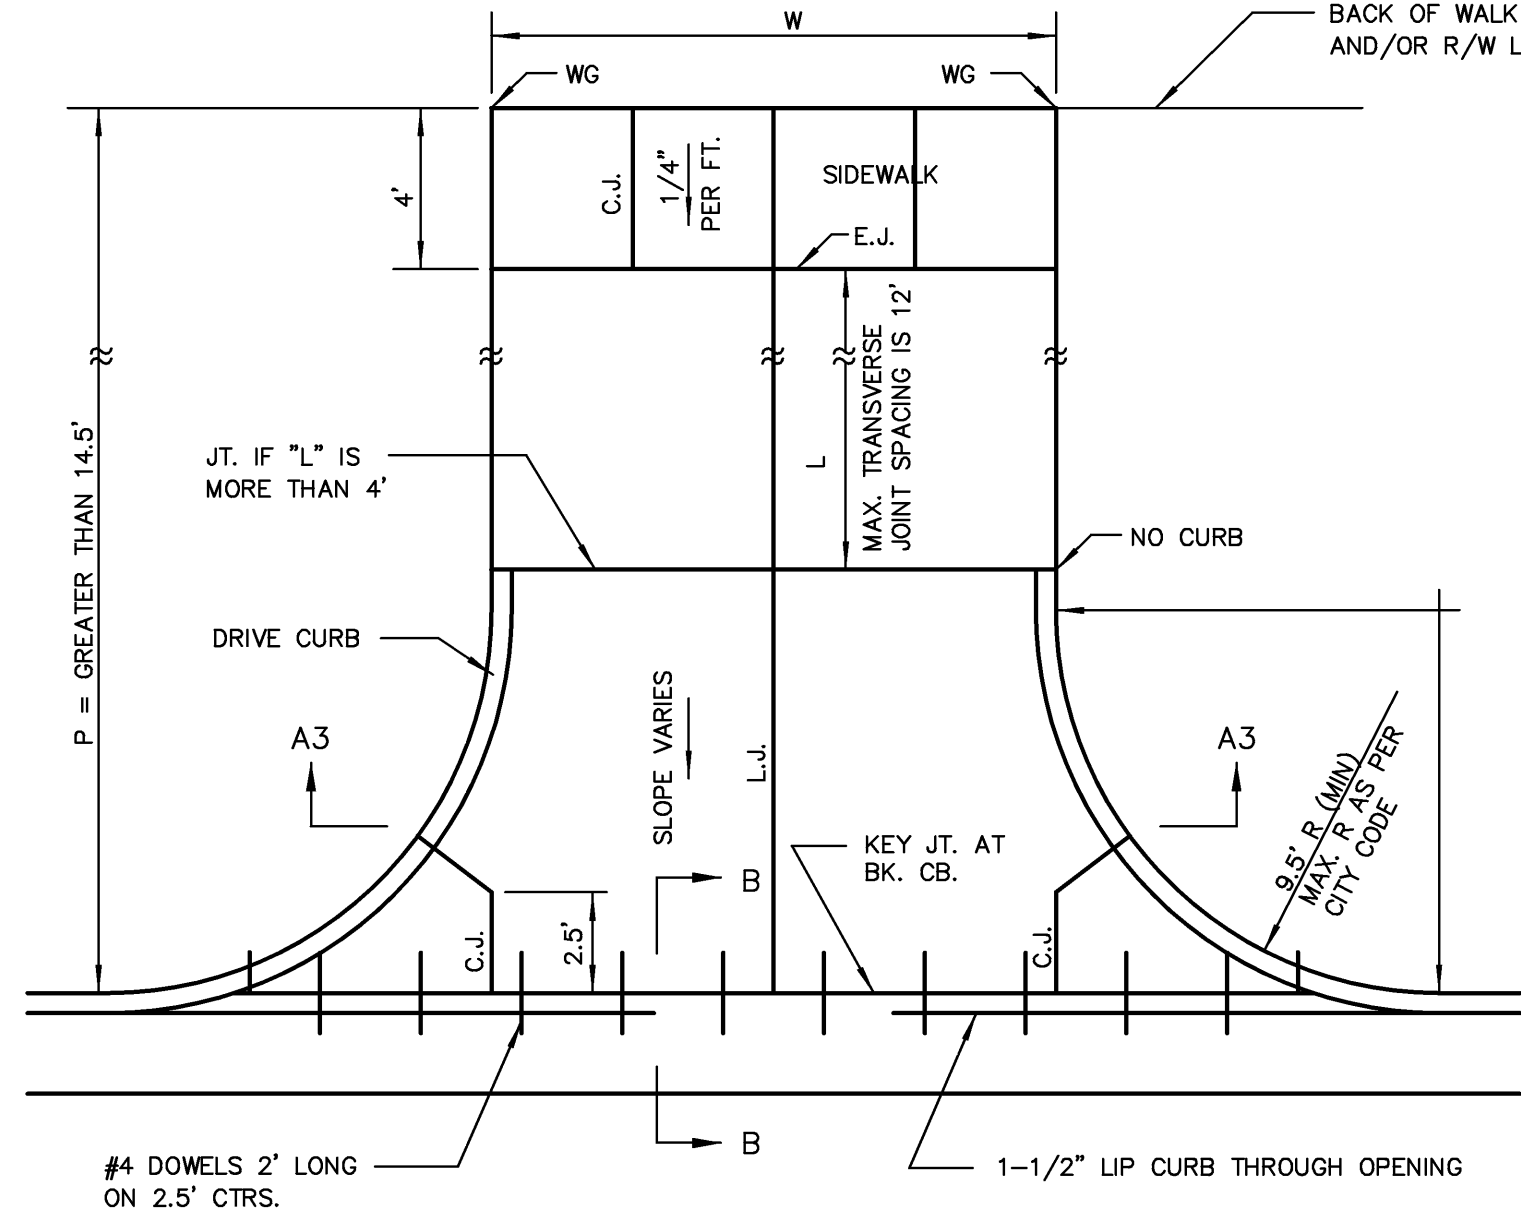 W
BACK OF WALK
AND/OR R/W L
WG
WG
4'
C.J.
1/4"
PER FT.
SIDEWALK
E.J.
P = GREATER THAN 14.5'
JT. IF "L" IS
MORE THAN 4'
L
MAX. TRANSVERSE
JOINT SPACING IS 12'
NO CURB
DRIVE CURB
SLOPE VARIES
L.J.
A3
A3
9.5' R (MIN)
MAX. R AS PER
CITY CODE
KEY JT. AT
BK. CB.
B
C.J.
2.5'
C.J.
B
#4 DOWELS 2' LONG
ON 2.5' CTRS.
1-1/2" LIP CURB THROUGH OPENING